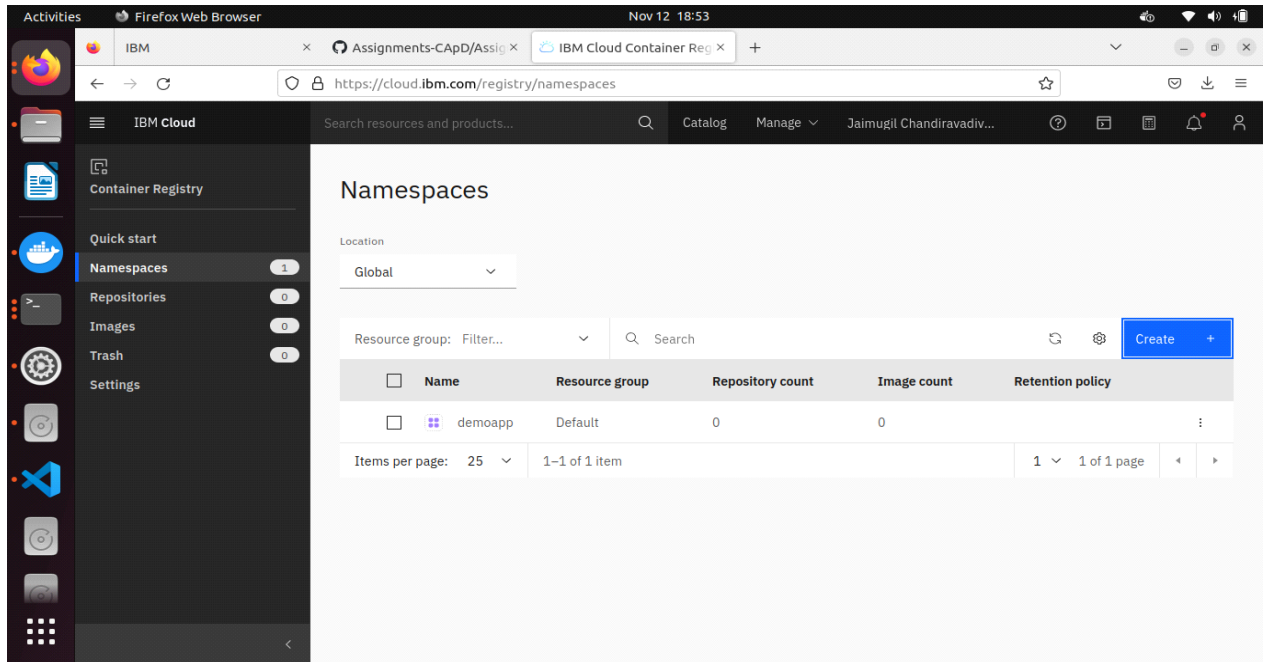 Activities Firefox Web Browser Nov 12 18:53
IBM × Assignments-CApD/Assig × IBM Cloud Container Reg × +
https://cloud.ibm.com/registry/namespaces
IBM Cloud Search resources and products... Catalog Manage Jaimugil Chandiravadiv...
Container Registry
Namespaces
Quick start
Location
Namespaces 1
Global
Repositories 0
Images 0
Resource group: Filter... Search Create +
Trash 0
Settings
Name Resource group Repository count Image count Retention policy
demoapp Default 0 0
Items per page: 25 1–1 of 1 item 1 1 of 1 page